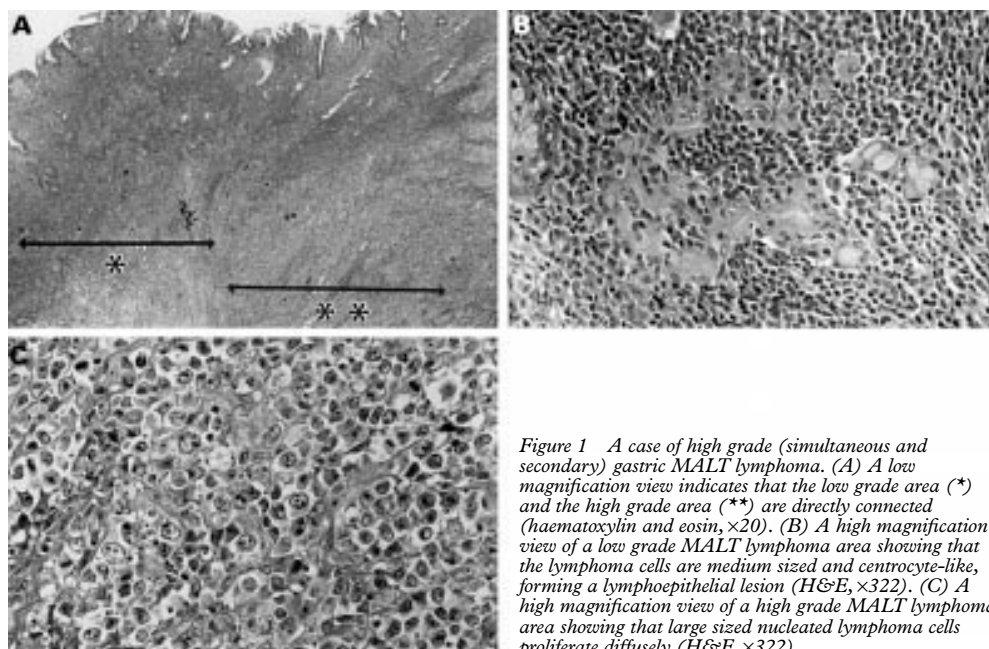 A
B
*
* *
C
Figure 1 A case of high grade (simultaneous and
secondary) gastric MALT lymphoma. (A) A low
magnification view indicates that the low grade area (*)
and the high grade area (**) are directly connected
(haematoxylin and eosin, ×20). (B) A high magnification
view of a low grade MALT lymphoma area showing that
the lymphoma cells are medium sized and centrocyte-like,
forming a lymphoepithelial lesion (H&E, ×322). (C) A
high magnification view of a high grade MALT lymphoma
area showing that large sized nucleated lymphoma cells
proliferate diffusely (H&E, ×322).